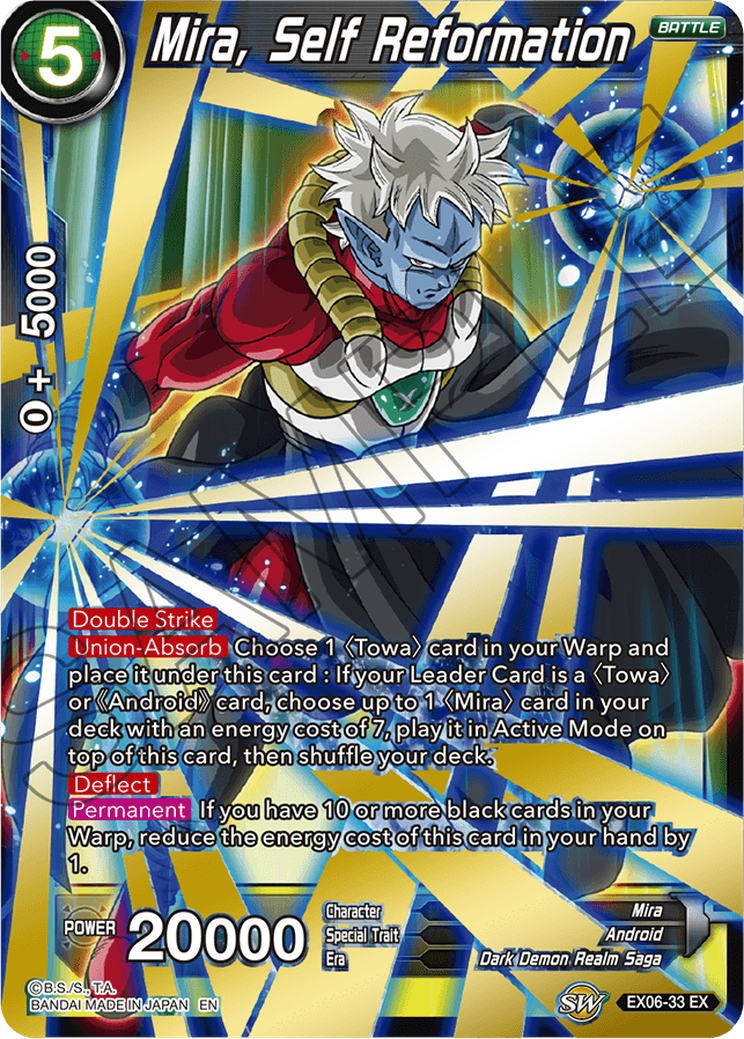 5
Mira, Self Reformation
BATTLE
0 + 5000
SAMPLE
Double Strike
Union-Absorb Choose 1 〈Towa〉 card in your Warp and
place it under this card : If your Leader Card is a 〈Towa〉
or 《Android》 card, choose up to 1 〈Mira〉 card in your
deck with an energy cost of 7, play it in Active Mode on
top of this card, then shuffle your deck.
Deflect
Permanent If you have 10 or more black cards in your
Warp, reduce the energy cost of this card in your hand by
1.
POWER 20000
Character Mira
Special Trait Android
Era Dark Demon Realm Saga
©B.S./S., T.A.
BANDAI MADE IN JAPAN EN
SW
EX06-33 EX